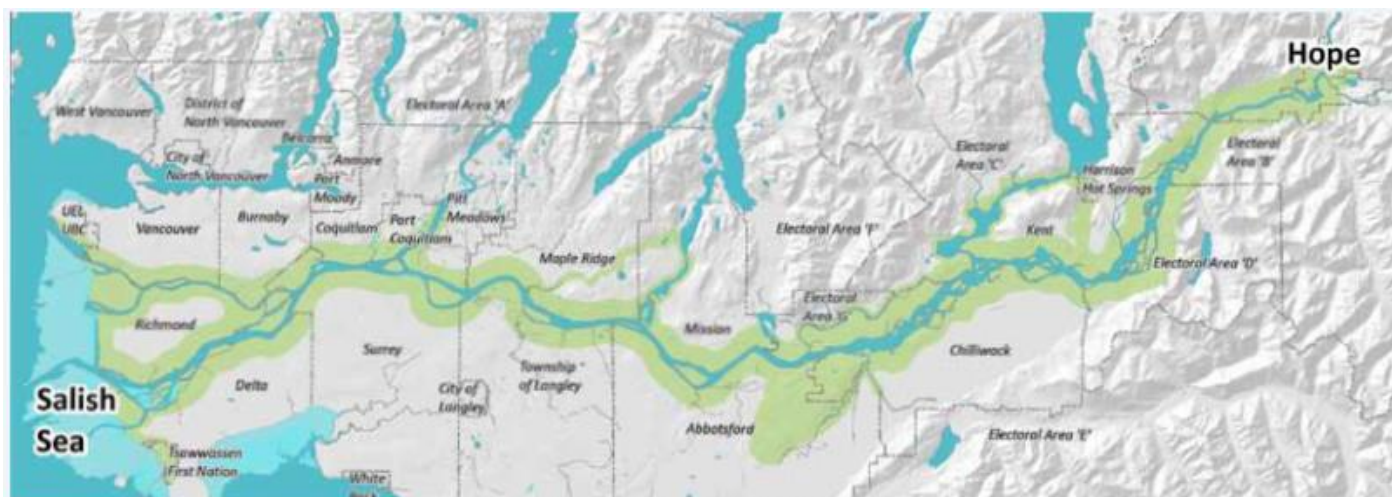 Hope
West Vancouver
District of
North Vancouver
Electoral Area 'A'
Belcarra
City of
North Vancouver
Anmore
Port
Moody
Electoral
Area 'C'
Electoral
Area 'B'
Harrison
Hot Springs
UEL
UBC
Vancouver
Burnaby
Coquitlam
Port
Coquitlam
Pitt
Meadows
Maple Ridge
Electoral Area 'F'
Kent
Electoral Area 'D'
Richmond
Mission
Electoral
Area 'G'
Chilliwack
Surrey
Delta
City of
Langley
Township
of Langley
Salish
Sea
Abbotsford
Electoral Area 'E'
Tsawwassen
First Nation
White